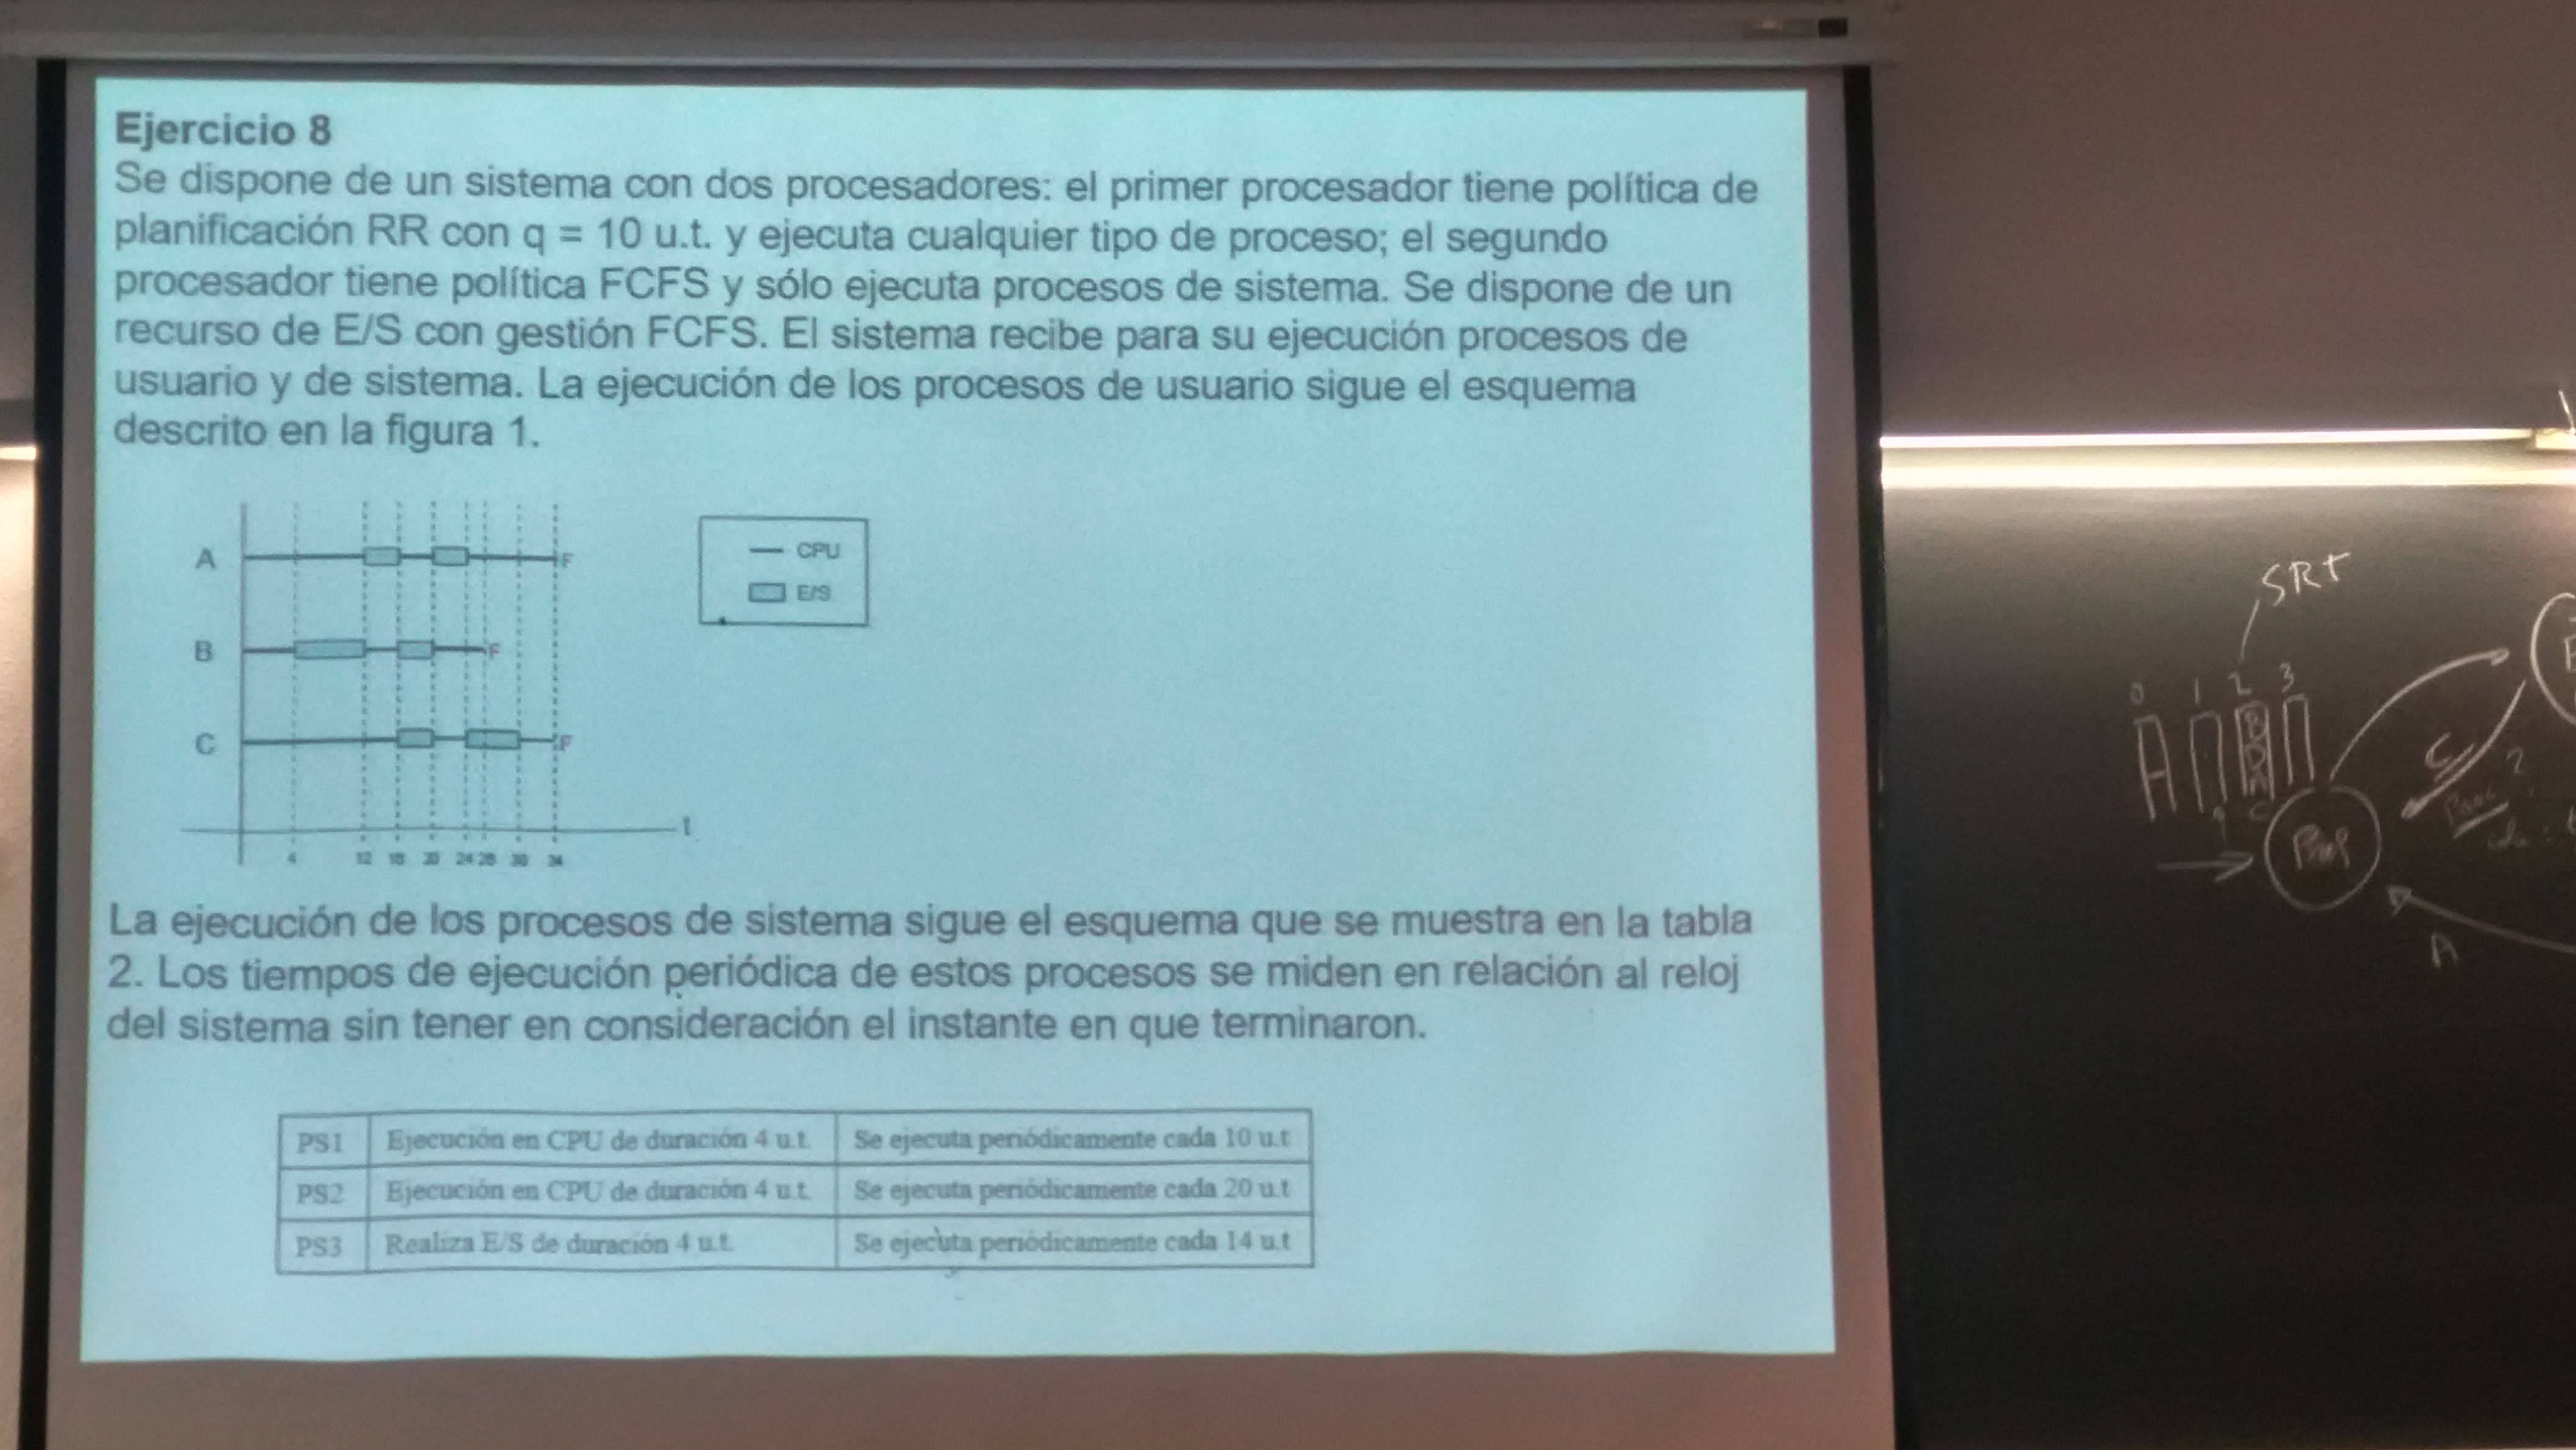 Ejercicio 8
Se dispone de un sistema con dos procesadores: el primer procesador tiene política de
planificación RR con q = 10 u.t. y ejecuta cualquier tipo de proceso; el segundo
procesador tiene política FCFS y sólo ejecuta procesos de sistema. Se dispone de un
recurso de E/S con gestión FCFS. El sistema recibe para su ejecución procesos de
usuario y de sistema. La ejecución de los procesos de usuario sigue el esquema
descrito en la figura 1.
A F
CPU
E/S
B F
C F
t
4 12 20 24 30 34
La ejecución de los procesos de sistema sigue el esquema que se muestra en la tabla
2. Los tiempos de ejecución periódica de estos procesos se miden en relación al reloj
del sistema sin tener en consideración el instante en que terminaron.
PS1 Ejecución en CPU de duración 4 u.t. Se ejecuta periódicamente cada 10 u.t
PS2 Ejecución en CPU de duración 4 u.t. Se ejecuta periódicamente cada 20 u.t
PS3 Realiza E/S de duración 4 u.t. Se ejecuta periódicamente cada 14 u.t
SRT
0 1 2 3
C
A